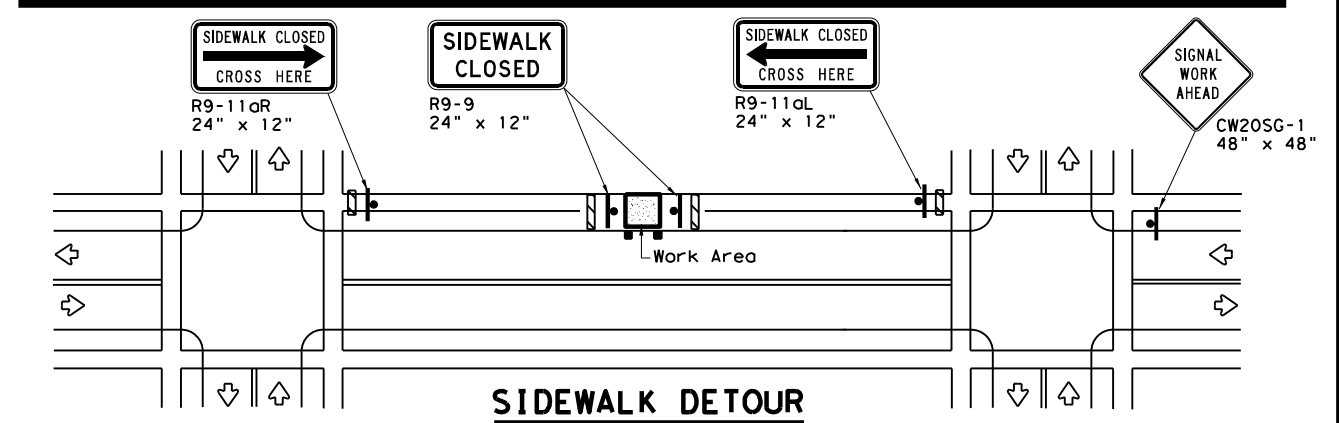 SIDEWALK CLOSED
CROSS HERE
R9-11aR
24" x 12"
SIDEWALK
CLOSED
R9-9
24" x 12"
SIDEWALK CLOSED
CROSS HERE
R9-11aL
24" x 12"
SIGNAL
WORK
AHEAD
CW20SG-1
48" x 48"
Work Area
SIDEWALK DETOUR